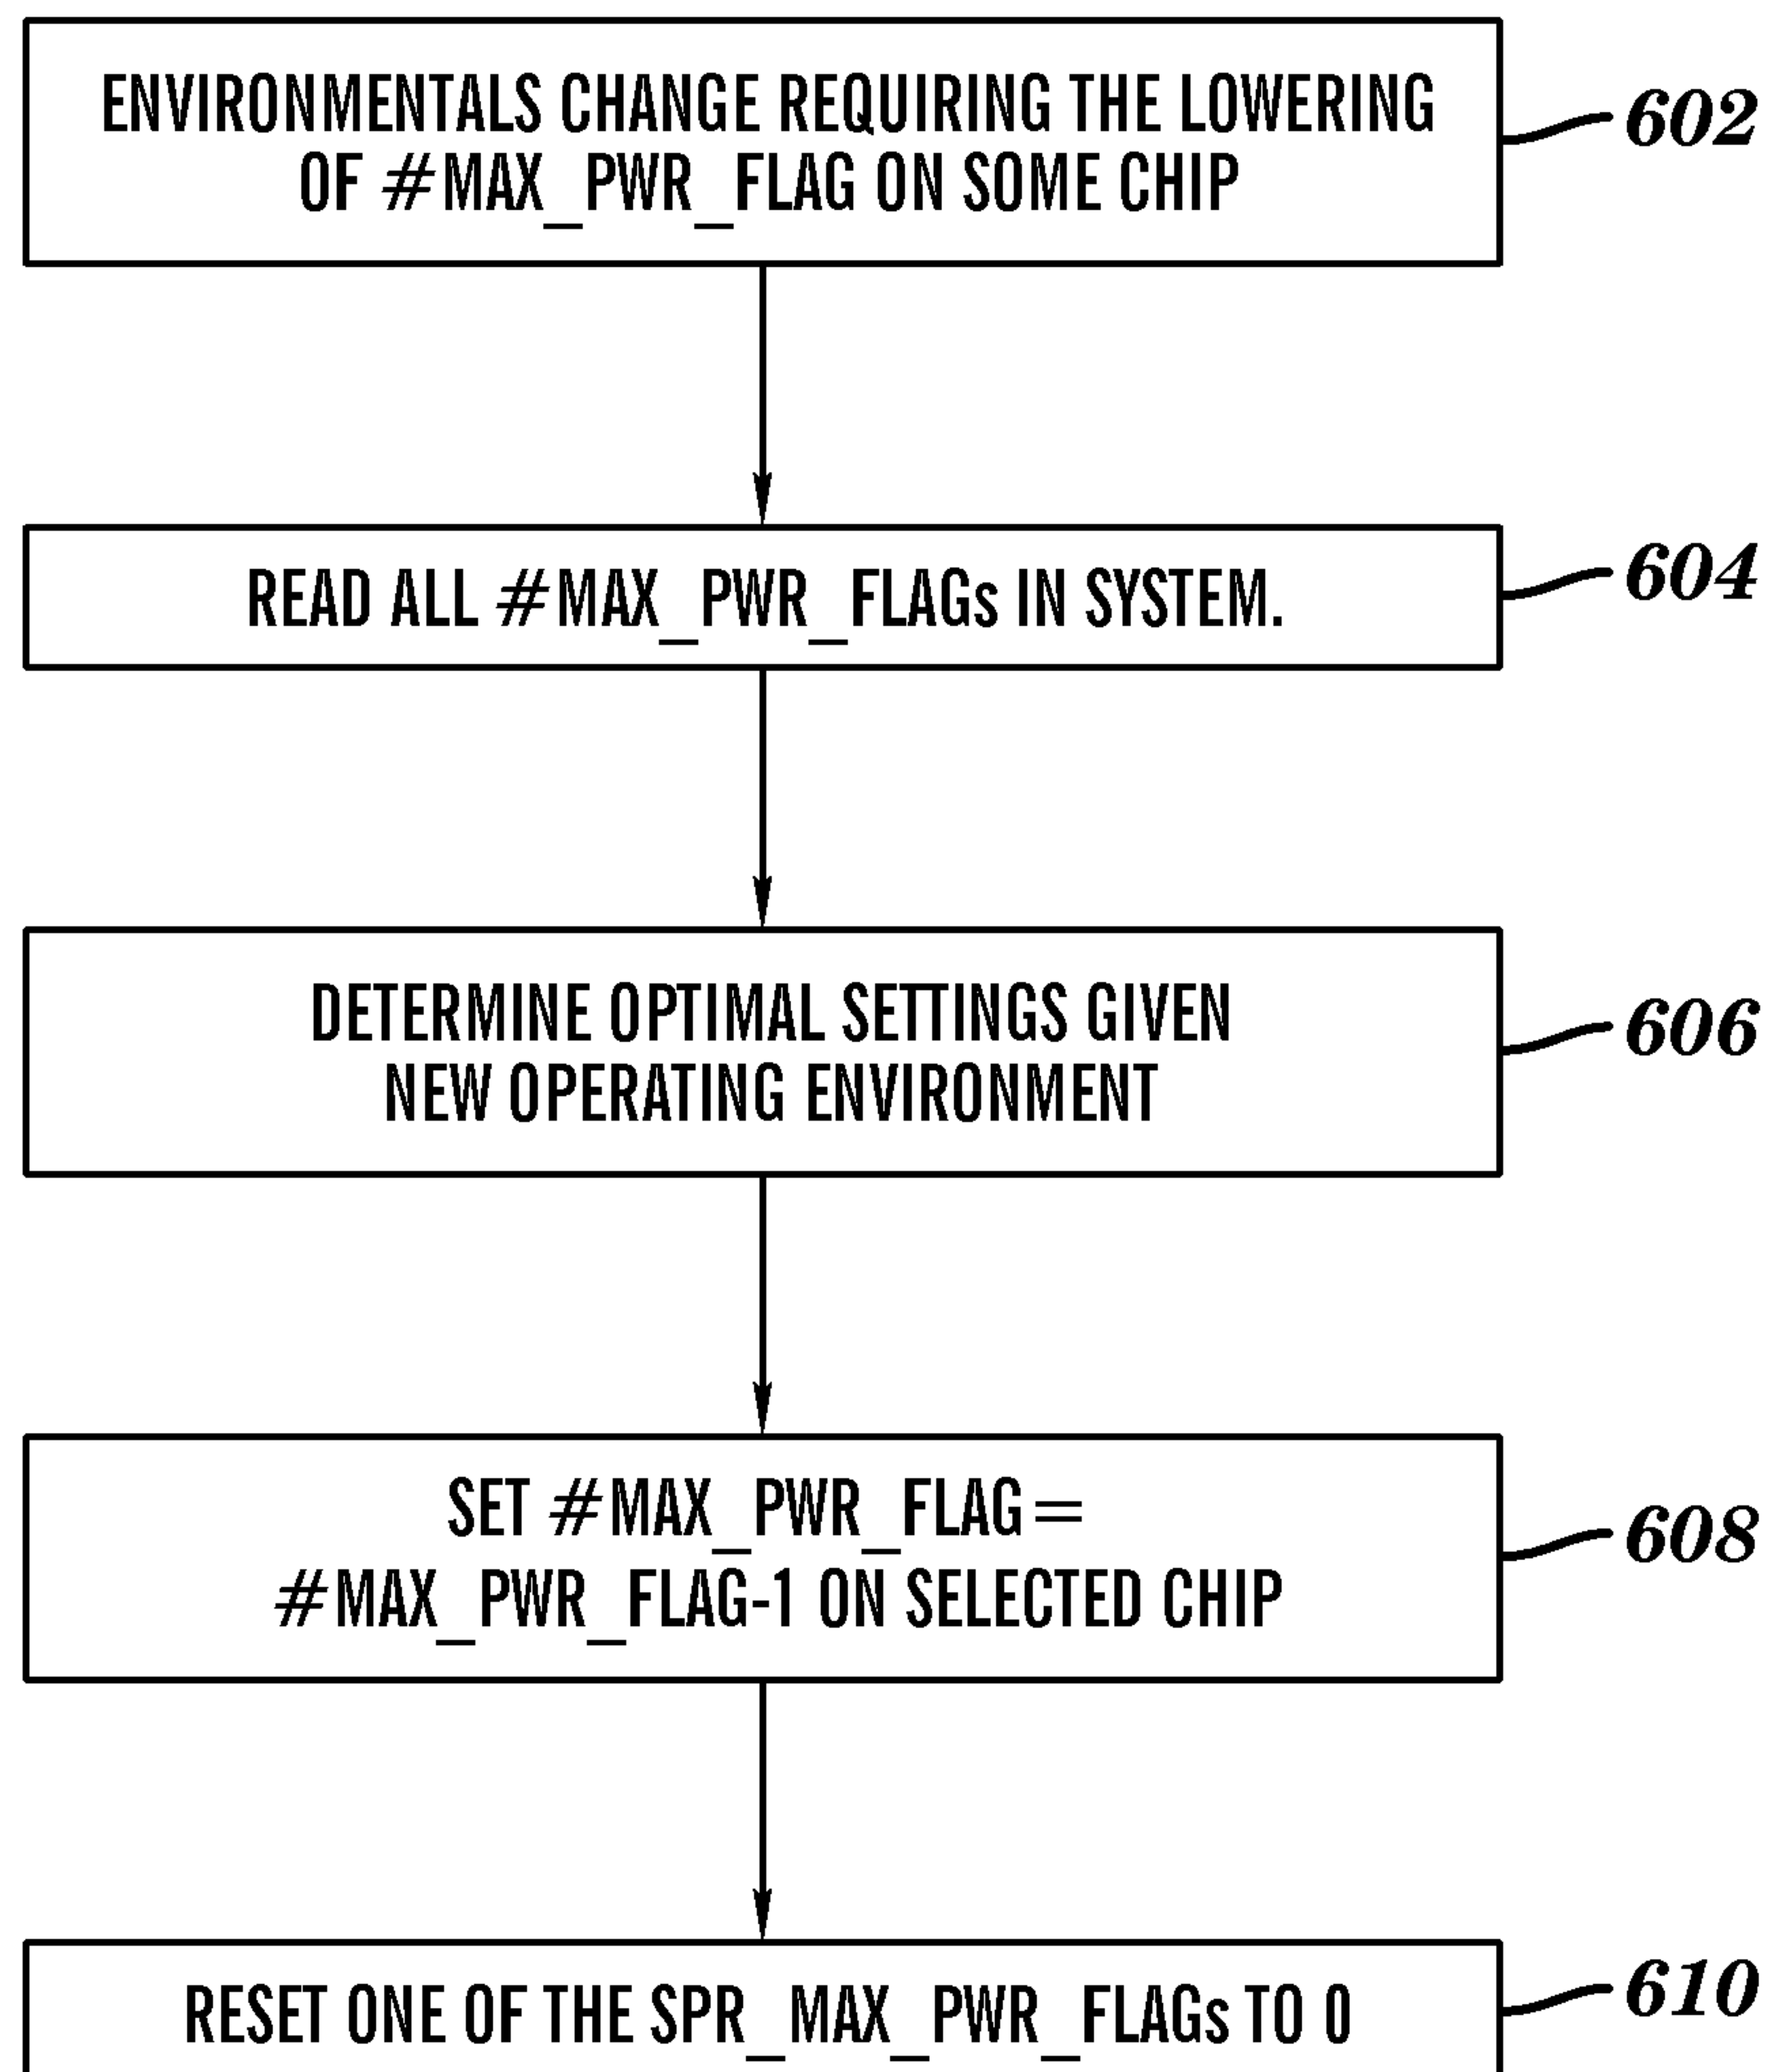 ENVIRONMENTALS CHANGE REQUIRING THE LOWERING
OF #MAX_PWR_FLAG ON SOME CHIP
602
READ ALL #MAX_PWR_FLAGs IN SYSTEM.
604
DETERMINE OPTIMAL SETTINGS GIVEN
NEW OPERATING ENVIRONMENT
606
SET #MAX_PWR_FLAG=
#MAX_PWR_FLAG-1 ON SELECTED CHIP
608
RESET ONE OF THE SPR_MAX_PWR_FLAGs TO 0
610